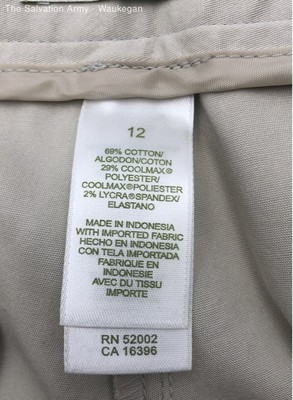 The Salvation Army - Waukegan
12
69% COTTON/
ALGODON/COTON
29% COOLMAX®
POLYESTER/
COOLMAX®POLIESTER
2% LYCRA®SPANDEX/
ELASTANO
MADE IN INDONESIA
WITH IMPORTED FABRIC
HECHO EN INDONESIA
CON TELA IMPORTADA
FABRIQUE EN
INDONESIE
AVEC DU TISSU
IMPORTE
RN 52002
CA 16396